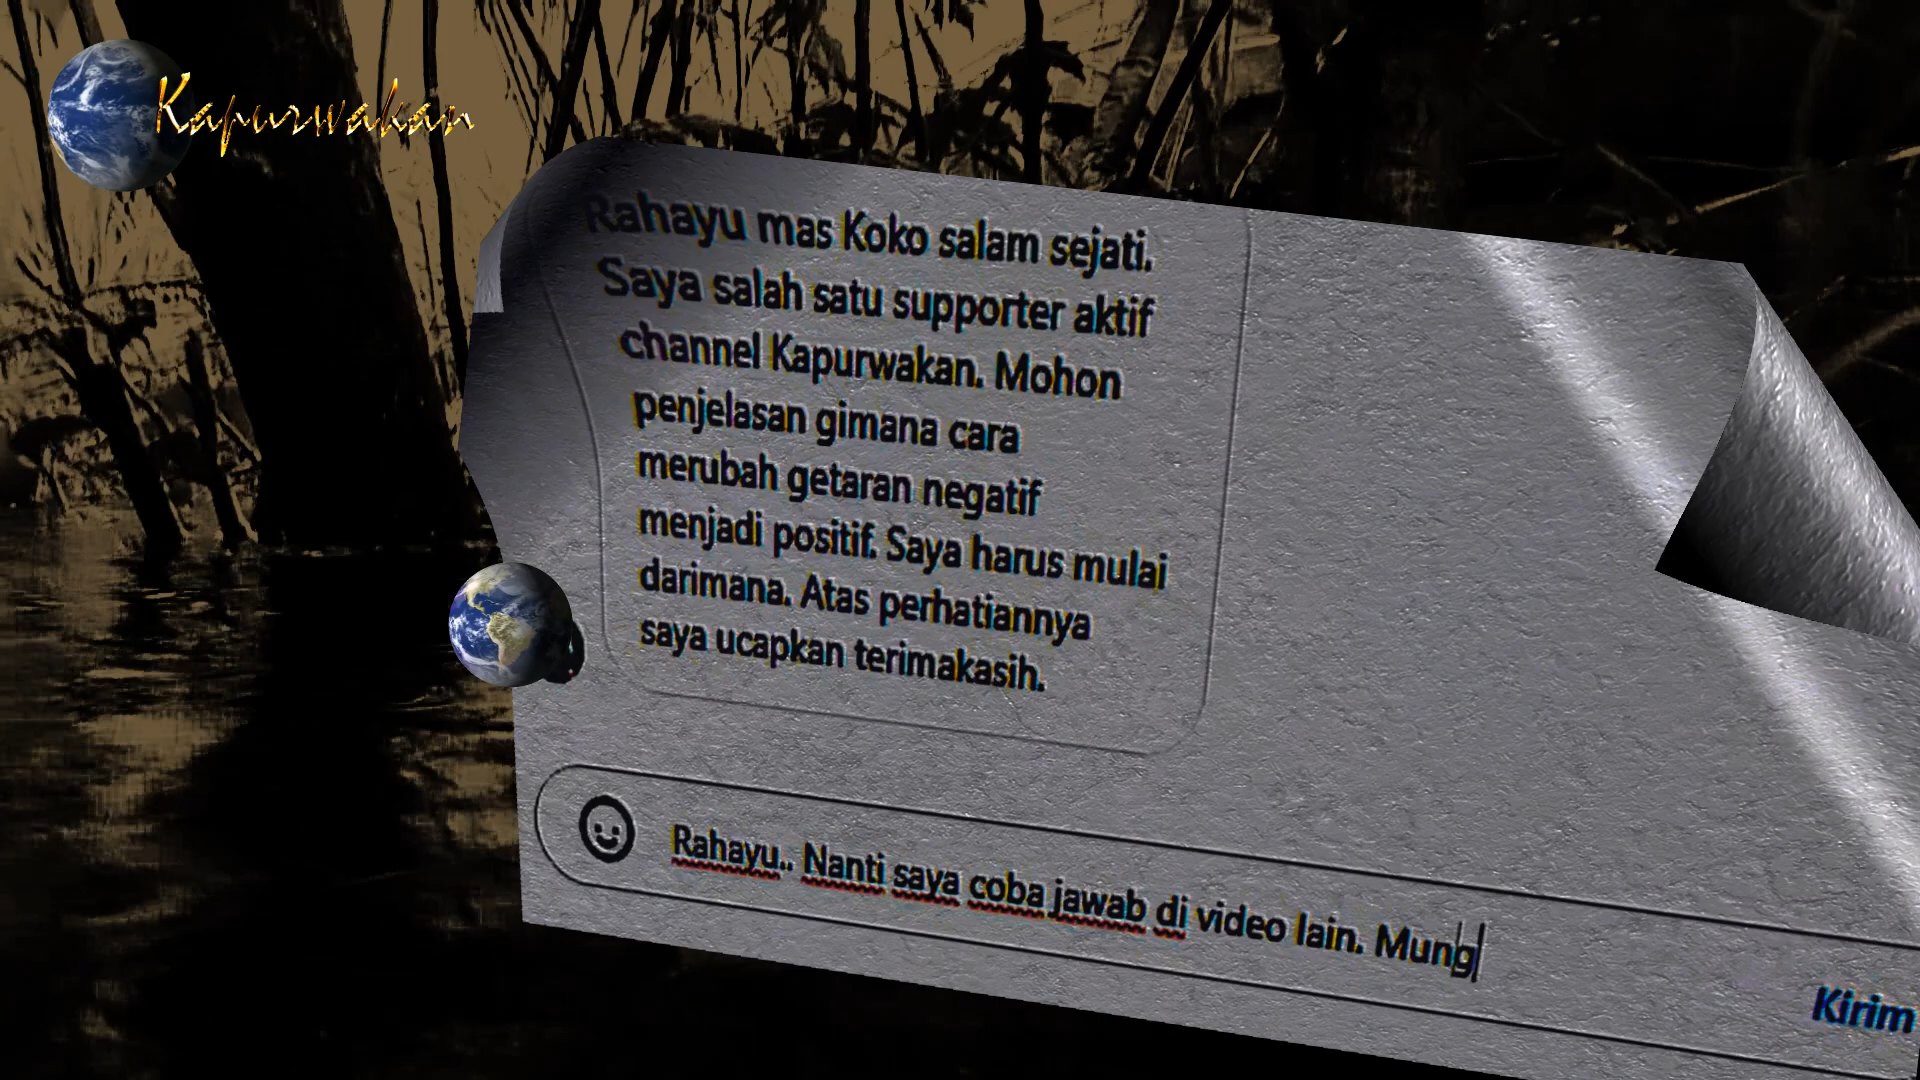 Kapurwakan
Rahayu mas Koko salam sejati.
Saya salah satu supporter aktif
channel Kapurwakan. Mohon
penjelasan gimana cara
merubah getaran negatif
menjadi positif. Saya harus mulai
darimana. Atas perhatiannya
saya ucapkan terimakasih.
Rahayu.. Nanti saya coba jawab di video lain. Mung
Kirim